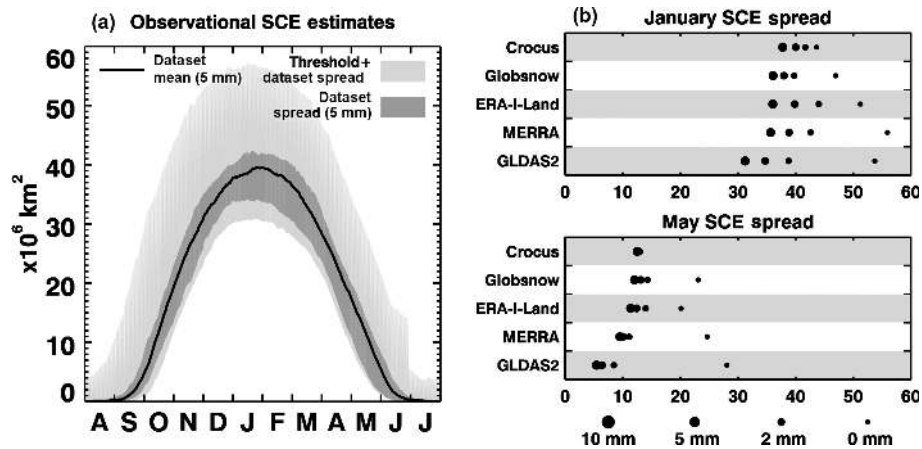 (a) Observational SCE estimates
Dataset
mean (5 mm)
Threshold+
dataset spread
Dataset
spread (5 mm)
x10⁶ km²
60
50
40
30
20
10
0
A S O N D J F M A M J J
(b) January SCE spread
Crocus
Globsnow
ERA-I-Land
MERRA
GLDAS2
0 10 20 30 40 50 60
May SCE spread
Crocus
Globsnow
ERA-I-Land
MERRA
GLDAS2
0 10 20 30 40 50 60
10 mm 5 mm 2 mm 0 mm